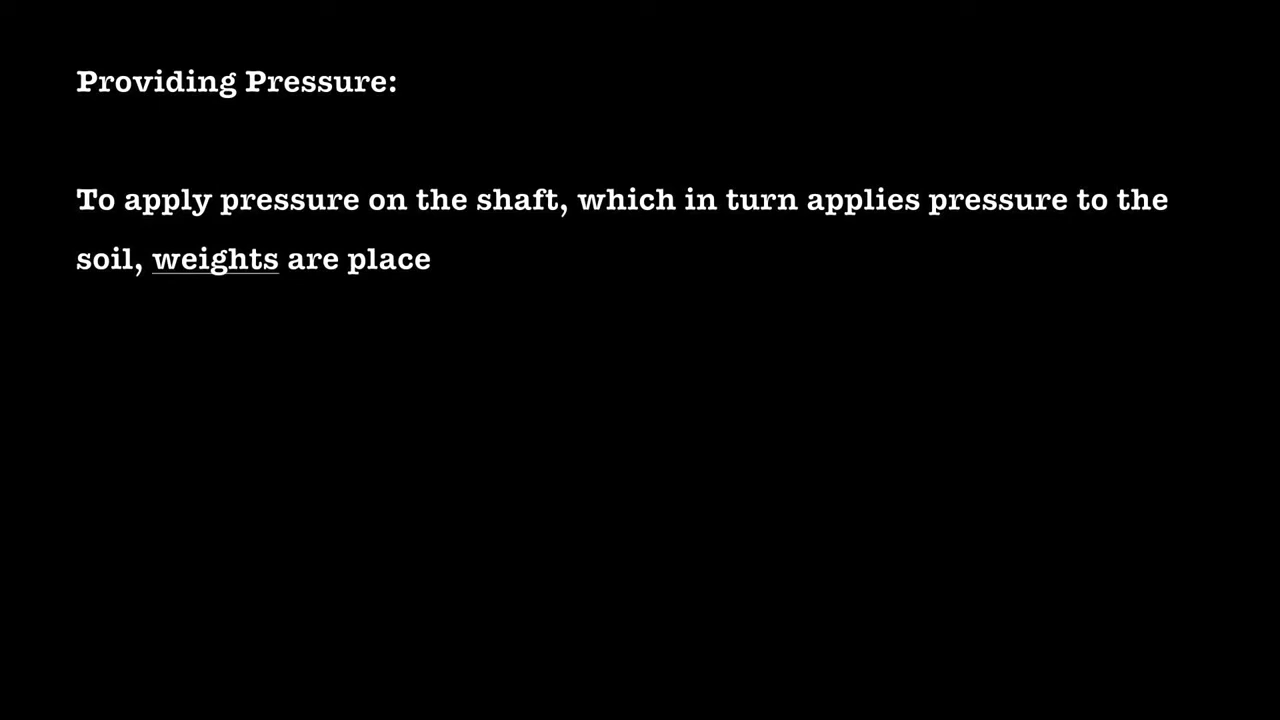 Providing Pressure:
To apply pressure on the shaft, which in turn applies pressure to the
soil, weights are place